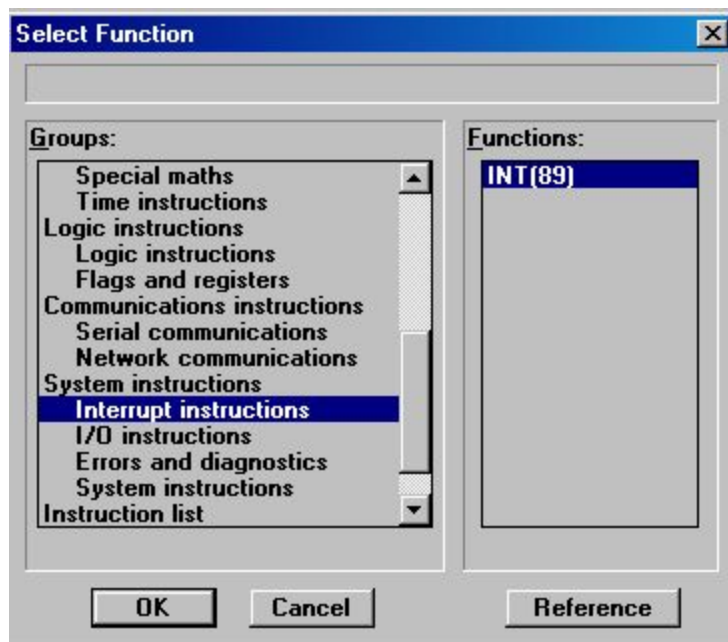 Select Function
Groups:
Special maths
Time instructions
Logic instructions
Logic instructions
Flags and registers
Communications instructions
Serial communications
Network communications
System instructions
Interrupt instructions
I/O instructions
Errors and diagnostics
System instructions
Instruction list
Functions:
INT(89)
OK
Cancel
Reference